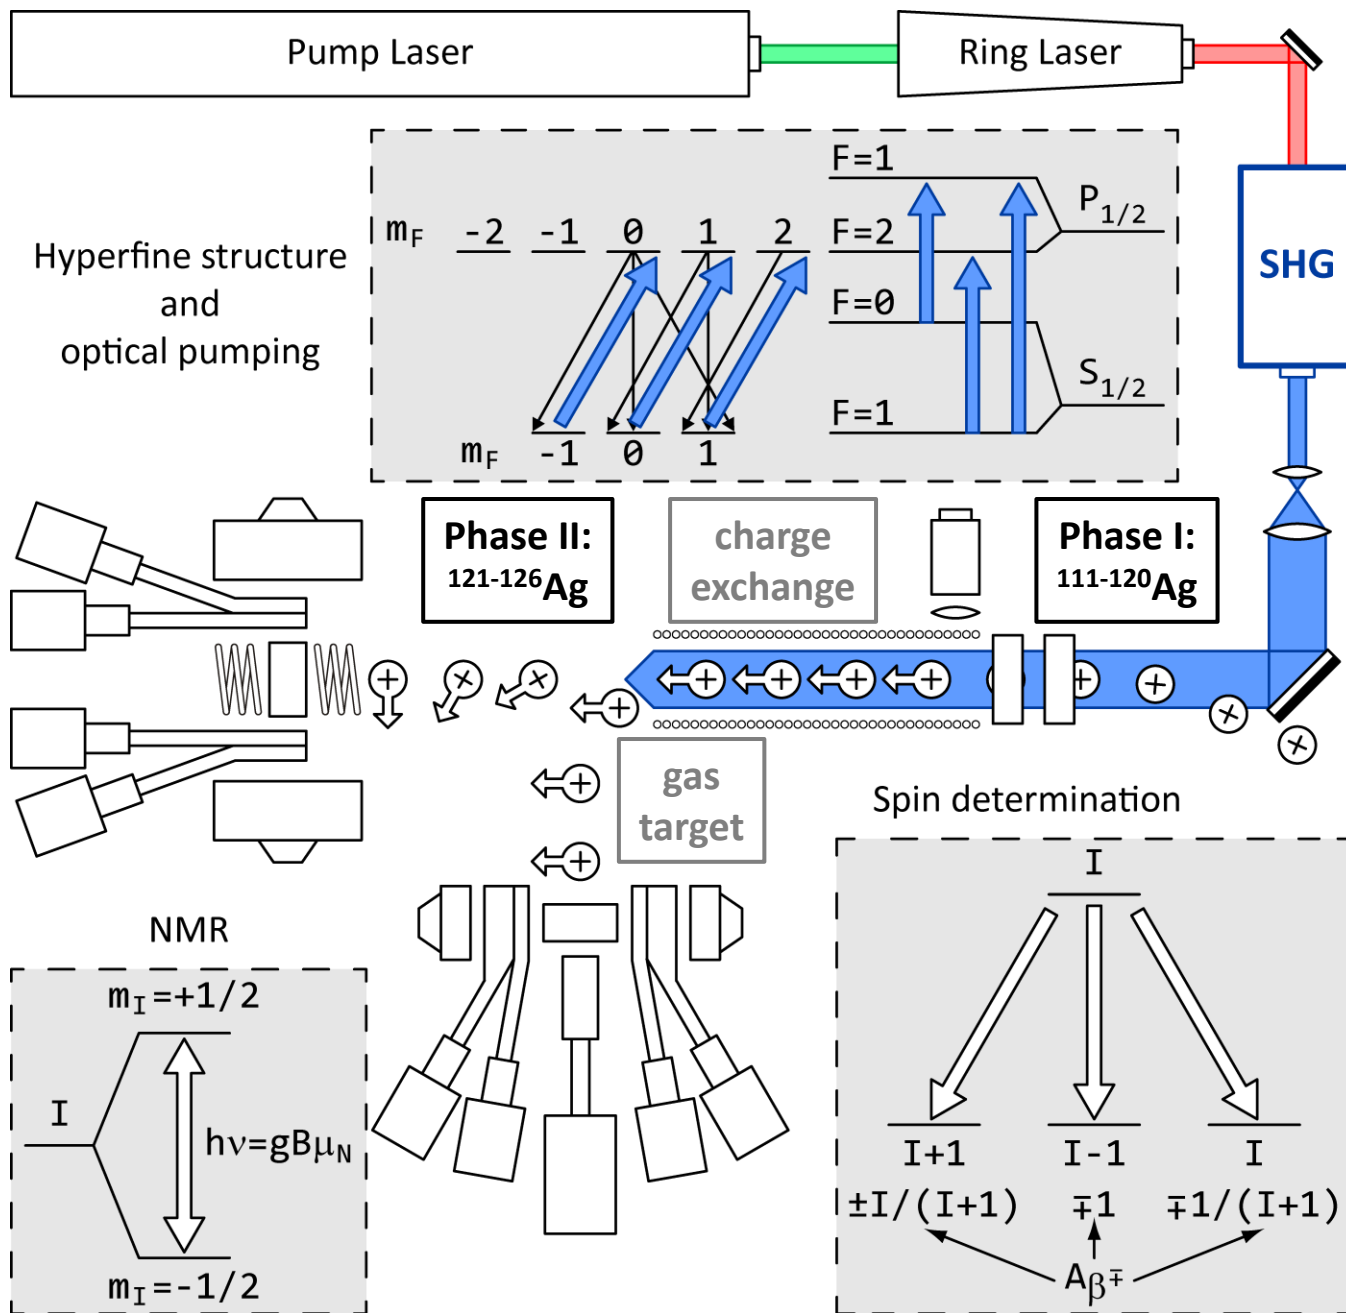 Pump Laser
Ring Laser
Hyperfine structure
and
optical pumping
m_F -2 -1 0 1 2
m_F -1 0 1
F=1
F=2
F=0
F=1
P_1/2
S_1/2
SHG
Phase II:
^121-126Ag
charge
exchange
Phase I:
^111-120Ag
gas
target
Spin determination
I
I+1 I-1 I
±I/(I+1) ∓1 ∓1/(I+1)
A_β^∓
NMR
m_I=+1/2
I
hν=gBμ_N
m_I=-1/2